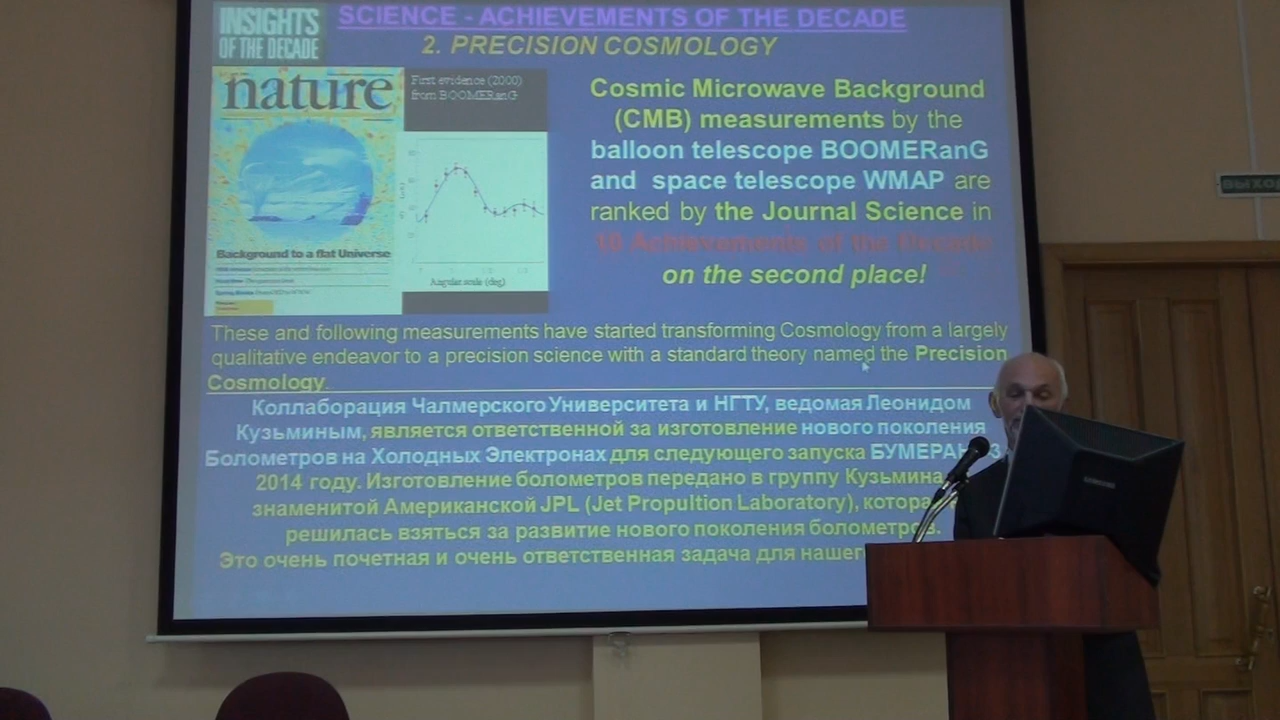 INSIGHTS
OF THE DECADE
SCIENCE - ACHIEVEMENTS OF THE DECADE
2. PRECISION COSMOLOGY
nature
Background to a flat Universe
First evidence (2000)
from BOOMERanG
Angular scale (deg)
Cosmic Microwave Background
(CMB) measurements by the
balloon telescope BOOMERanG
and space telescope WMAP are
ranked by the Journal Science in
10 Achievements of the Decade
on the second place!
These and following measurements have started transforming Cosmology from a largely
qualitative endeavor to a precision science with a standard theory named the Precision
Cosmology.
Коллаборация Чалмерского Университета и НГТУ, ведомая Леонидом
Кузьминым, является ответственной за изготовление нового поколения
Болометров на Холодных Электронах для следующего запуска БУМЕРАН
2014 году. Изготовление болометров передано в группу Кузьмина
знаменитой Американской JPL (Jet Propultion Laboratory), котора
решилась взяться за развитие нового поколения болометров.
Это очень почетная и очень ответственная задача для нашег
ВЫХО
SAMSUNG